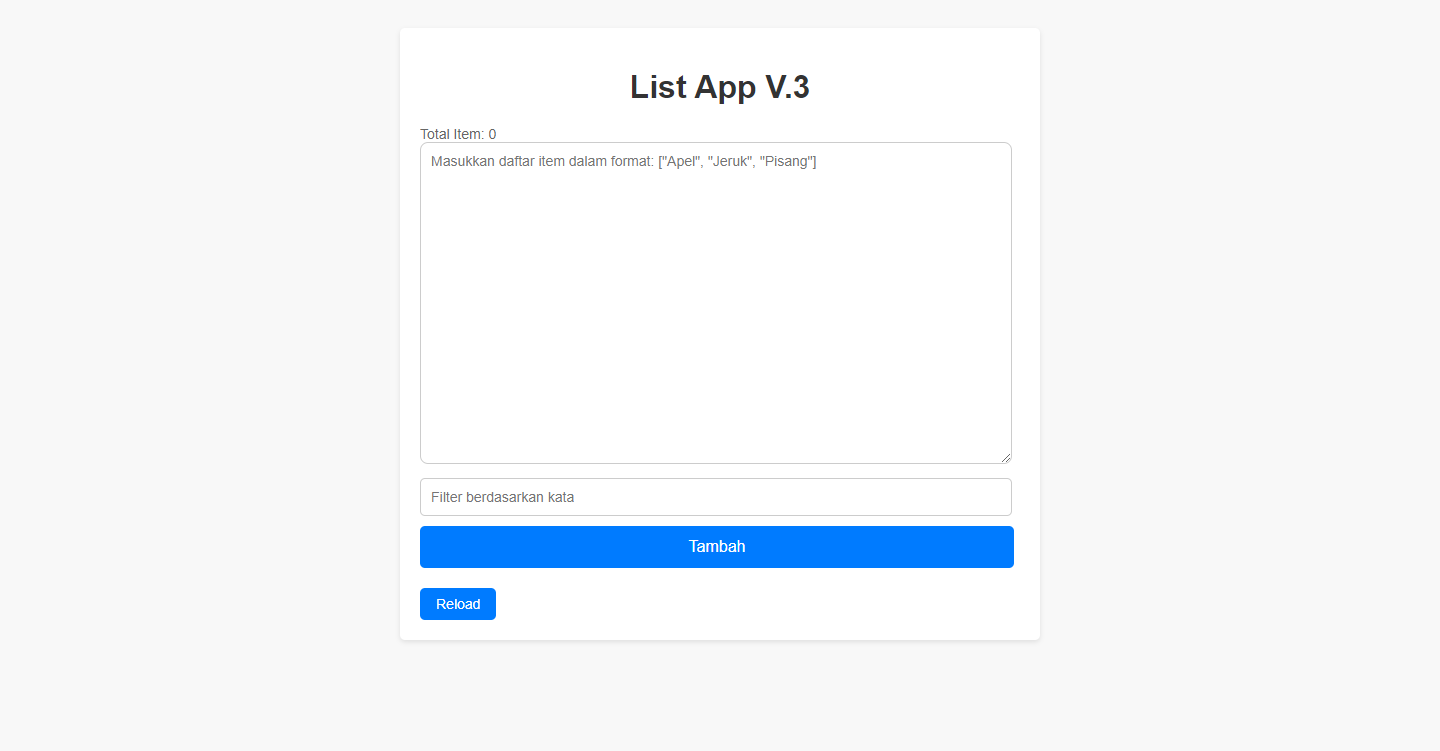 List App V.3
Total Item: 0
Masukkan daftar item dalam format: ["Apel", "Jeruk", "Pisang"]
Filter berdasarkan kata
Tambah
Reload